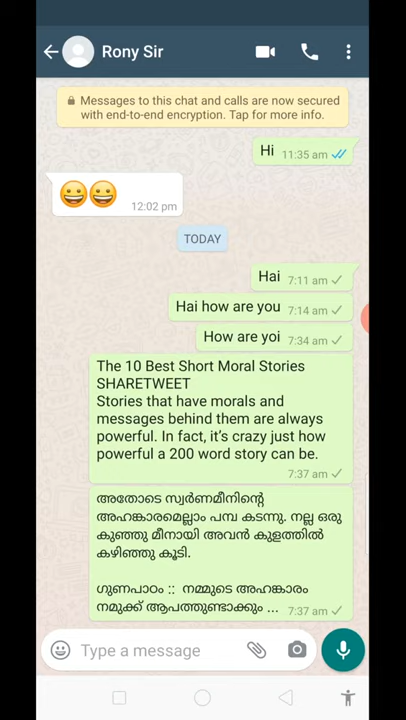 Rony Sir
Messages to this chat and calls are now secured
with end-to-end encryption. Tap for more info.
Hi 11:35 am
😀😀 12:02 pm
TODAY
Hai 7:11 am
Hai how are you 7:14 am
How are yoi 7:34 am
The 10 Best Short Moral Stories
SHARETWEET
Stories that have morals and
messages behind them are always
powerful. In fact, it’s crazy just how
powerful a 200 word story can be.
7:37 am
അതോടെ സ്വർണമീനിന്റെ
അഹങ്കാരമെല്ലാം പമ്പ കടന്നു. നല്ല ഒരു
കുഞ്ഞു മീനായി അവൻ കുളത്തിൽ
കഴിഞ്ഞു കൂടി.
ഗുണപാഠം :: നമ്മുടെ അഹങ്കാരം
നമുക്ക് ആപത്തുണ്ടാക്കും ... 7:37 am
Type a message